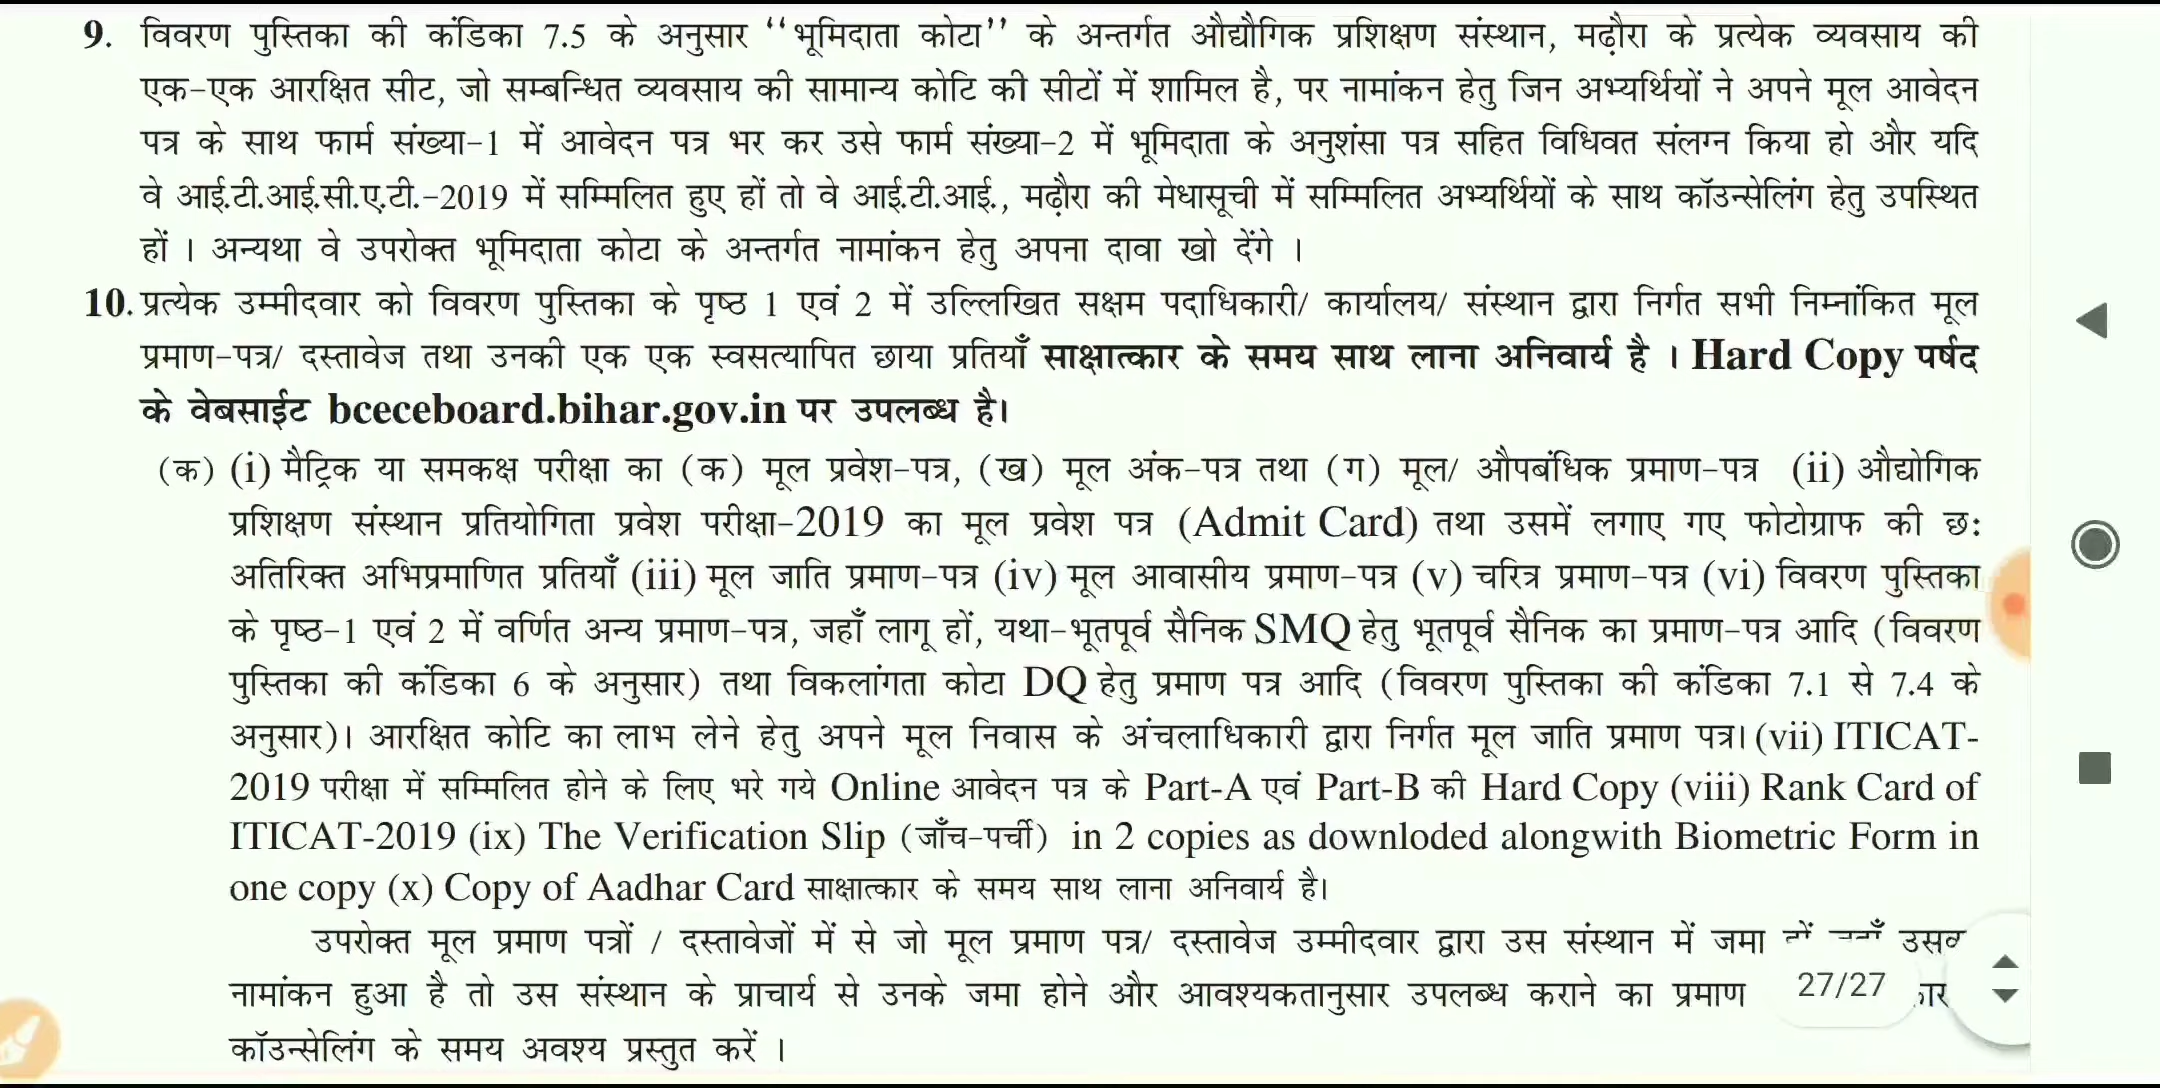 9. विवरण पुस्तिका की कंडिका 7.5 के अनुसार ‘‘भूमिदाता कोटा’’ के अन्तर्गत औद्यौगिक प्रशिक्षण संस्थान, मढ़ौरा के प्रत्येक व्यवसाय की
एक-एक आरक्षित सीट, जो सम्बन्धित व्यवसाय की सामान्य कोटि की सीटों में शामिल है, पर नामांकन हेतु जिन अभ्यर्थियों ने अपने मूल आवेदन
पत्र के साथ फार्म संख्या-1 में आवेदन पत्र भर कर उसे फार्म संख्या-2 में भूमिदाता के अनुशंसा पत्र सहित विधिवत संलग्न किया हो और यदि
वे आई.टी.आई.सी.ए.टी.-2019 में सम्मिलित हुए हों तो वे आई.टी.आई., मढ़ौरा की मेधासूची में सम्मिलित अभ्यर्थियों के साथ कॉउन्सेलिंग हेतु उपस्थित
हों । अन्यथा वे उपरोक्त भूमिदाता कोटा के अन्तर्गत नामांकन हेतु अपना दावा खो देंगे ।
10. प्रत्येक उम्मीदवार को विवरण पुस्तिका के पृष्ठ 1 एवं 2 में उल्लिखित सक्षम पदाधिकारी/ कार्यालय/ संस्थान द्वारा निर्गत सभी निम्नांकित मूल
प्रमाण-पत्र/ दस्तावेज तथा उनकी एक एक स्वसत्यापित छाया प्रतियाँ साक्षात्कार के समय साथ लाना अनिवार्य है । Hard Copy पर्षद
के वेबसाईट bceceboard.bihar.gov.in पर उपलब्ध है।
(क) (i) मैट्रिक या समकक्ष परीक्षा का (क) मूल प्रवेश-पत्र, (ख) मूल अंक-पत्र तथा (ग) मूल/ औपबंधिक प्रमाण-पत्र (ii) औद्योगिक
प्रशिक्षण संस्थान प्रतियोगिता प्रवेश परीक्षा-2019 का मूल प्रवेश पत्र (Admit Card) तथा उसमें लगाए गए फोटोग्राफ की छः
अतिरिक्त अभिप्रमाणित प्रतियाँ (iii) मूल जाति प्रमाण-पत्र (iv) मूल आवासीय प्रमाण-पत्र (v) चरित्र प्रमाण-पत्र (vi) विवरण पुस्तिका
के पृष्ठ-1 एवं 2 में वर्णित अन्य प्रमाण-पत्र, जहाँ लागू हों, यथा-भूतपूर्व सैनिक SMQ हेतु भूतपूर्व सैनिक का प्रमाण-पत्र आदि (विवरण
पुस्तिका की कंडिका 6 के अनुसार) तथा विकलांगता कोटा DQ हेतु प्रमाण पत्र आदि (विवरण पुस्तिका की कंडिका 7.1 से 7.4 के
अनुसार)। आरक्षित कोटि का लाभ लेने हेतु अपने मूल निवास के अंचलाधिकारी द्वारा निर्गत मूल जाति प्रमाण पत्र। (vii) ITICAT-
2019 परीक्षा में सम्मिलित होने के लिए भरे गये Online आवेदन पत्र के Part-A एवं Part-B की Hard Copy (viii) Rank Card of
ITICAT-2019 (ix) The Verification Slip (जाँच-पर्ची) in 2 copies as downloded alongwith Biometric Form in
one copy (x) Copy of Aadhar Card साक्षात्कार के समय साथ लाना अनिवार्य है।
उपरोक्त मूल प्रमाण पत्रों / दस्तावेजों में से जो मूल प्रमाण पत्र/ दस्तावेज उम्मीदवार द्वारा उस संस्थान में जमा
नामांकन हुआ है तो उस संस्थान के प्राचार्य से उनके जमा होने और आवश्यकतानुसार उपलब्ध कराने का प्रमाण
27/27
कॉउन्सेलिंग के समय अवश्य प्रस्तुत करें ।